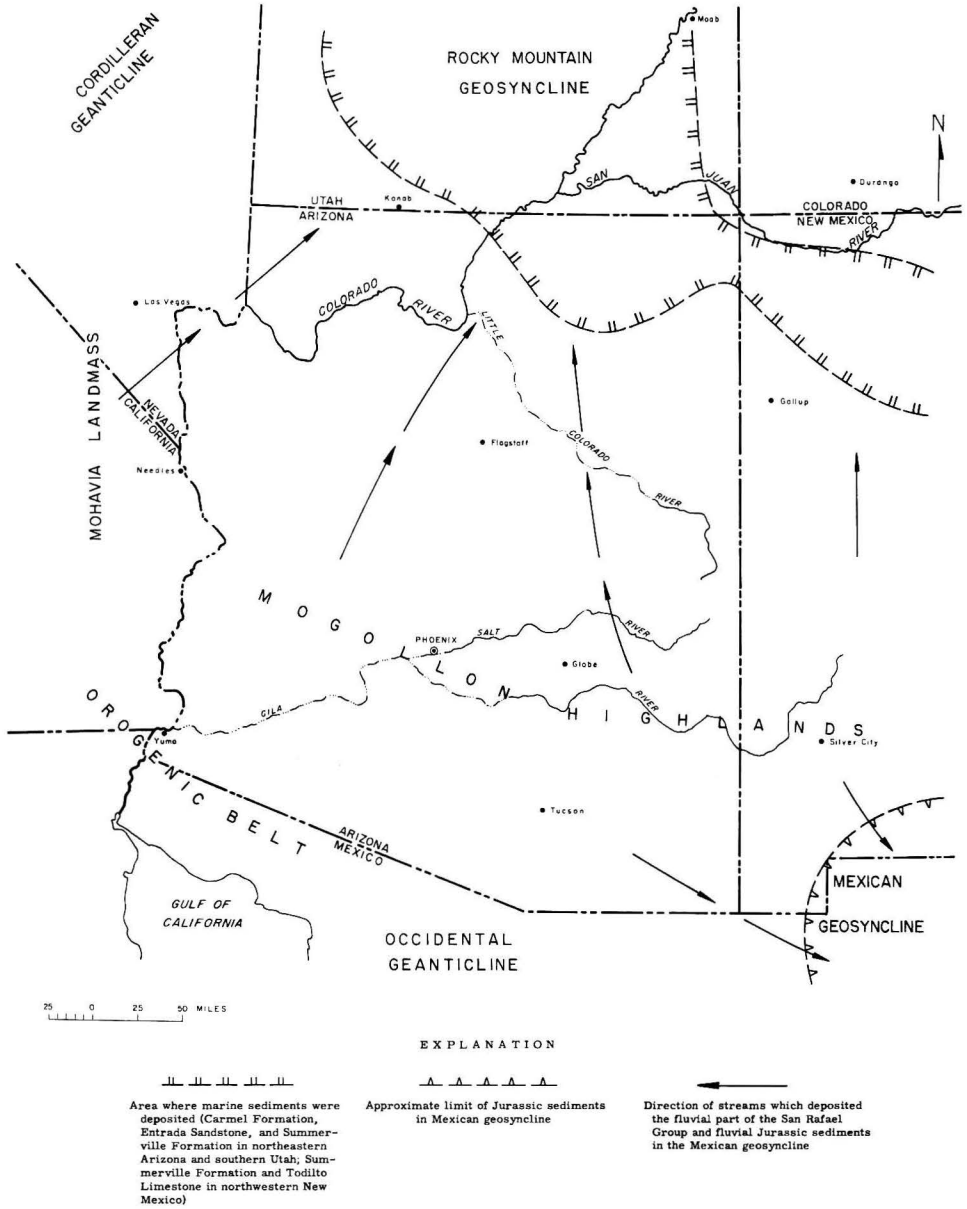 Moab
CORDILLERAN
GEANTICLINE
ROCKY MOUNTAIN
GEOSYNCLINE
N
SAN
JUAN
RIVER
Durango
UTAH
ARIZONA
Kanab
COLORADO
NEW MEXICO
Las Vegas
COLORADO
RIVER
LITTLE
COLORADO
RIVER
MOHAVIA LANDMASS
NEVADA
CALIFORNIA
Gallup
Flagstaff
Needles
MOGOLLON
HIGHLANDS
PHOENIX
SALT
RIVER
Globe
GILA
RIVER
OROGENIC BELT
Yuma
Silver City
Tucson
ARIZONA
MEXICO
MEXICAN
GEOSYNCLINE
GULF OF
CALIFORNIA
OCCIDENTAL
GEANTICLINE
25 0 25 50 MILES
EXPLANATION
Area where marine sediments were
deposited (Carmel Formation,
Entrada Sandstone, and Summer-
ville Formation in northeastern
Arizona and southern Utah; Sum-
merville Formation and Todilto
Limestone in northwestern New
Mexico)
Approximate limit of Jurassic sediments
in Mexican geosyncline
Direction of streams which deposited
the fluvial part of the San Rafael
Group and fluvial Jurassic sediments
in the Mexican geosyncline